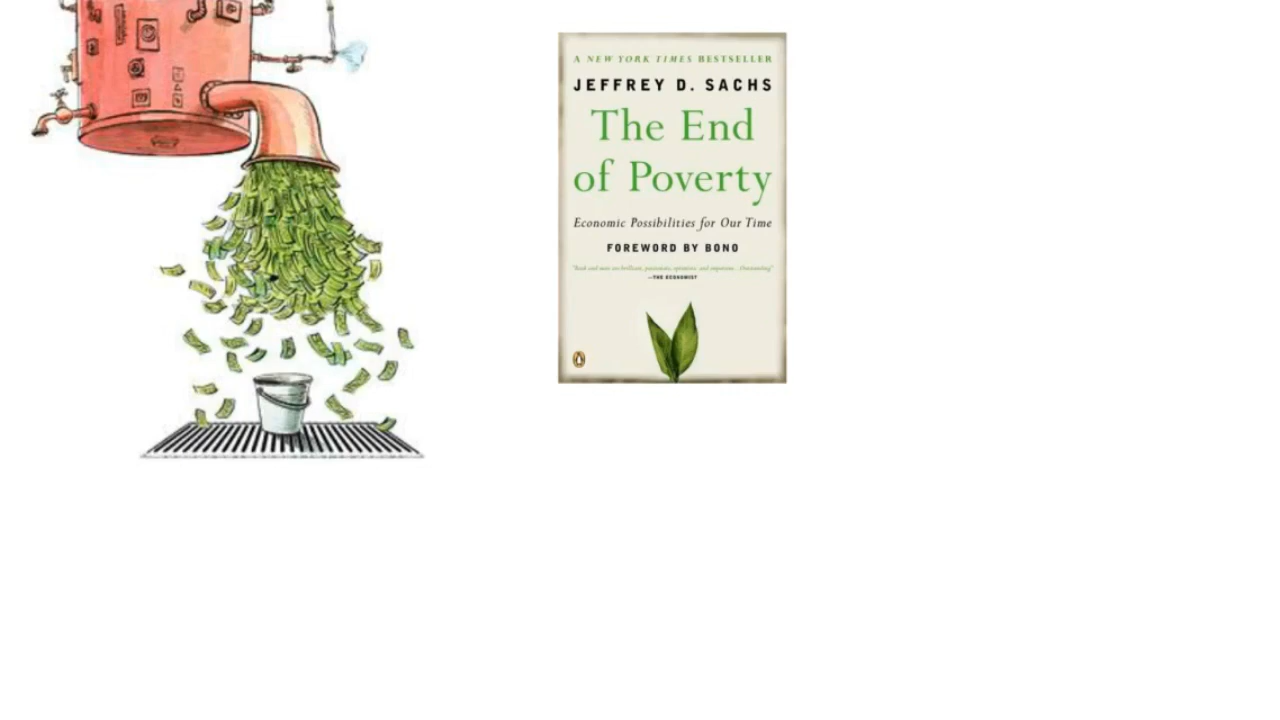 A NEW YORK TIMES BESTSELLER
JEFFREY D. SACHS
The End
of Poverty
Economic Possibilities for Our Time
FOREWORD BY BONO
—THE ECONOMIST